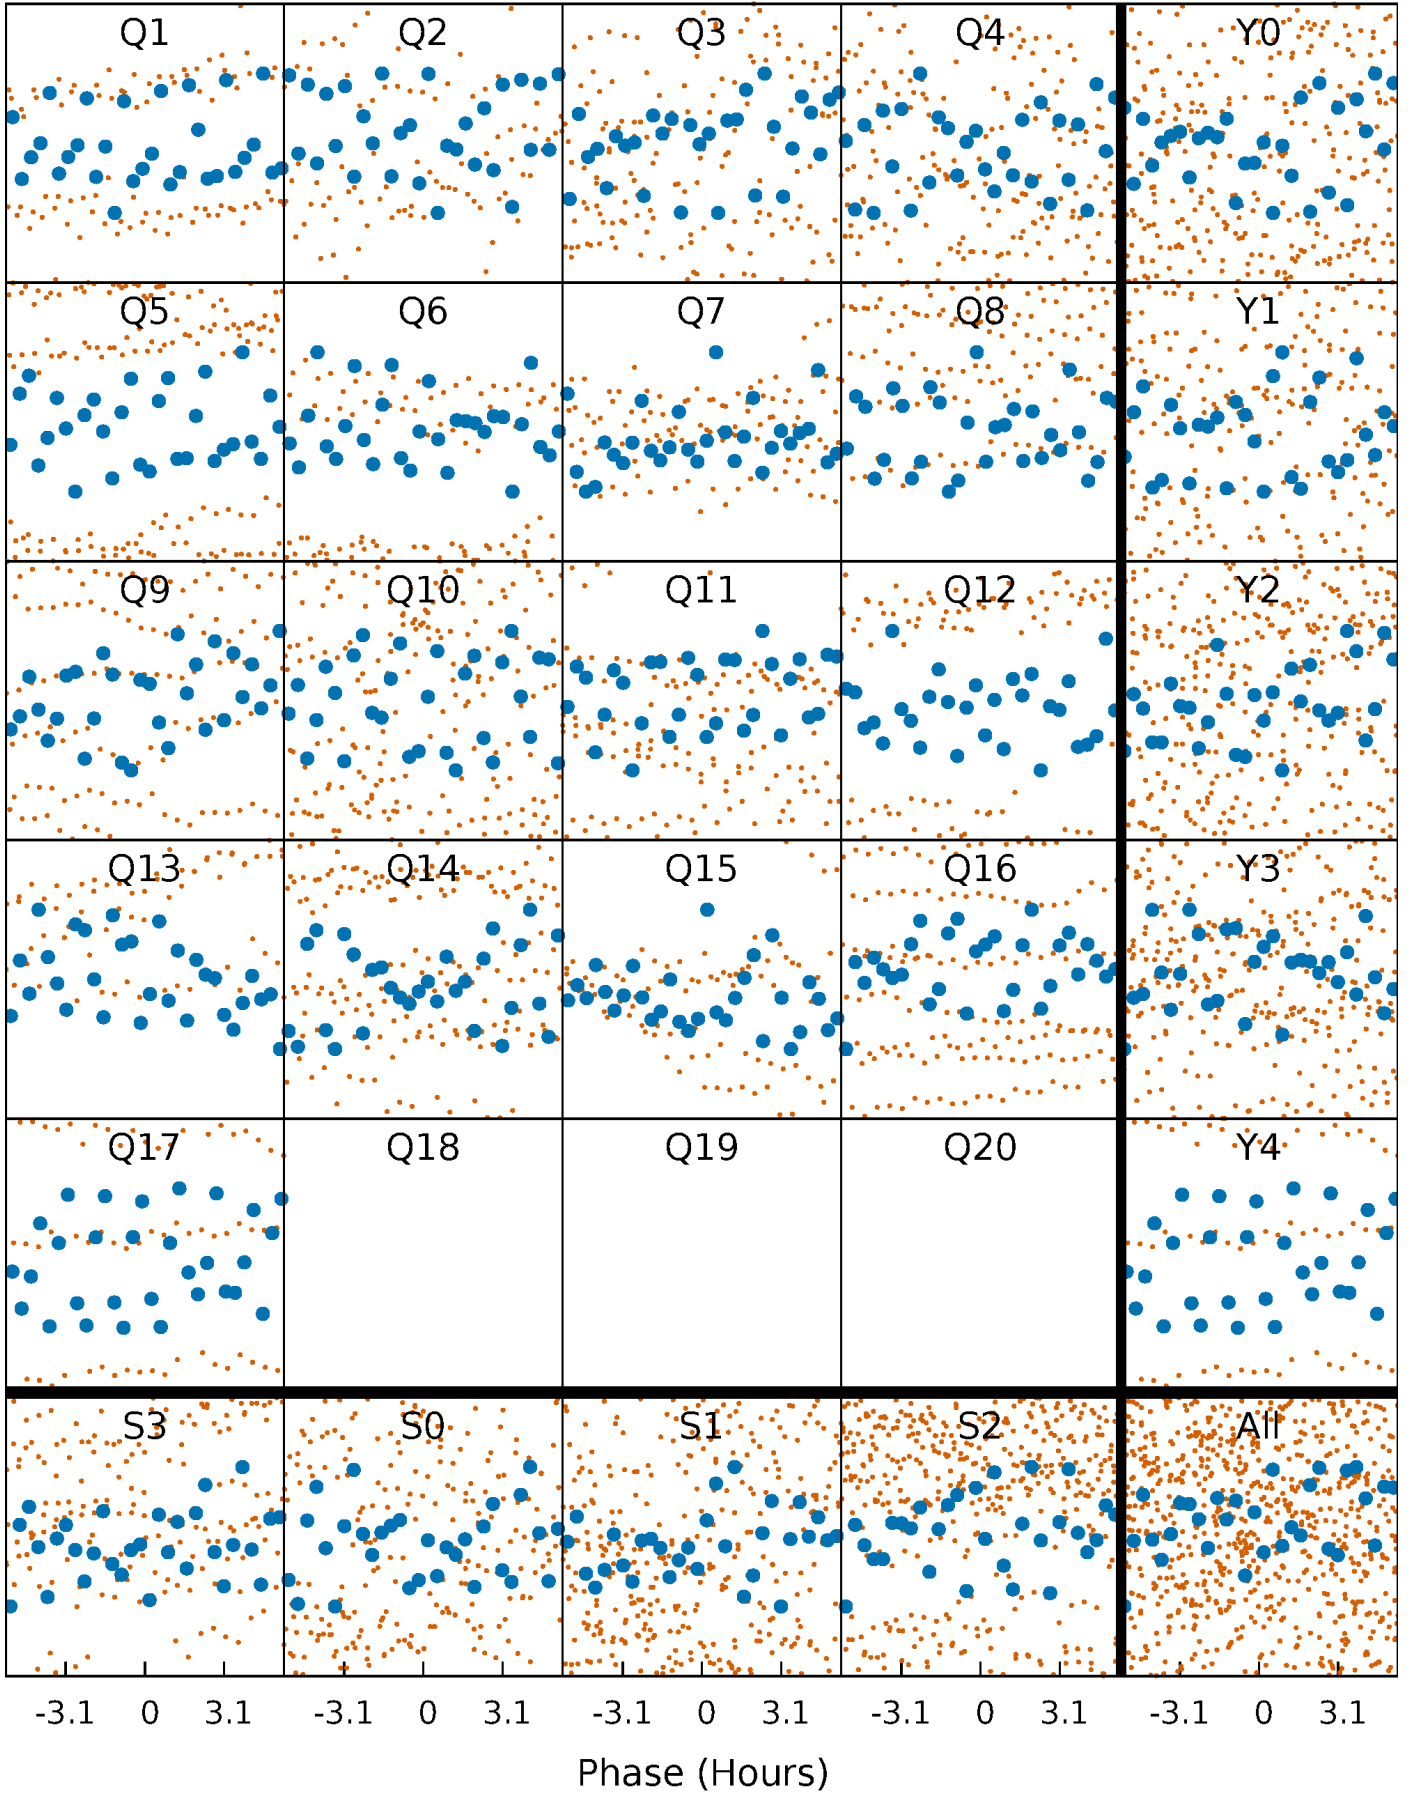 Q1 Q2 Q3 Q4 Y0
Q5 Q6 Q7 Q8 Y1
Q9 Q10 Q11 Q12 Y2
Q13 Q14 Q15 Q16 Y3
Q17 Q18 Q19 Q20 Y4
S3 S0 S1 S2 All
-3.1 0 3.1 -3.1 0 3.1 -3.1 0 3.1 -3.1 0 3.1 -3.1 0 3.1
Phase (Hours)